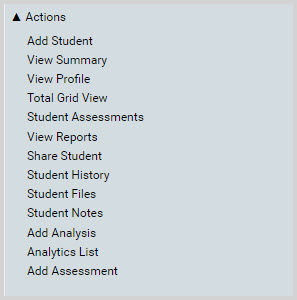 ▲ Actions
Add Student
View Summary
View Profile
Total Grid View
Student Assessments
View Reports
Share Student
Student History
Student Files
Student Notes
Add Analysis
Analytics List
Add Assessment